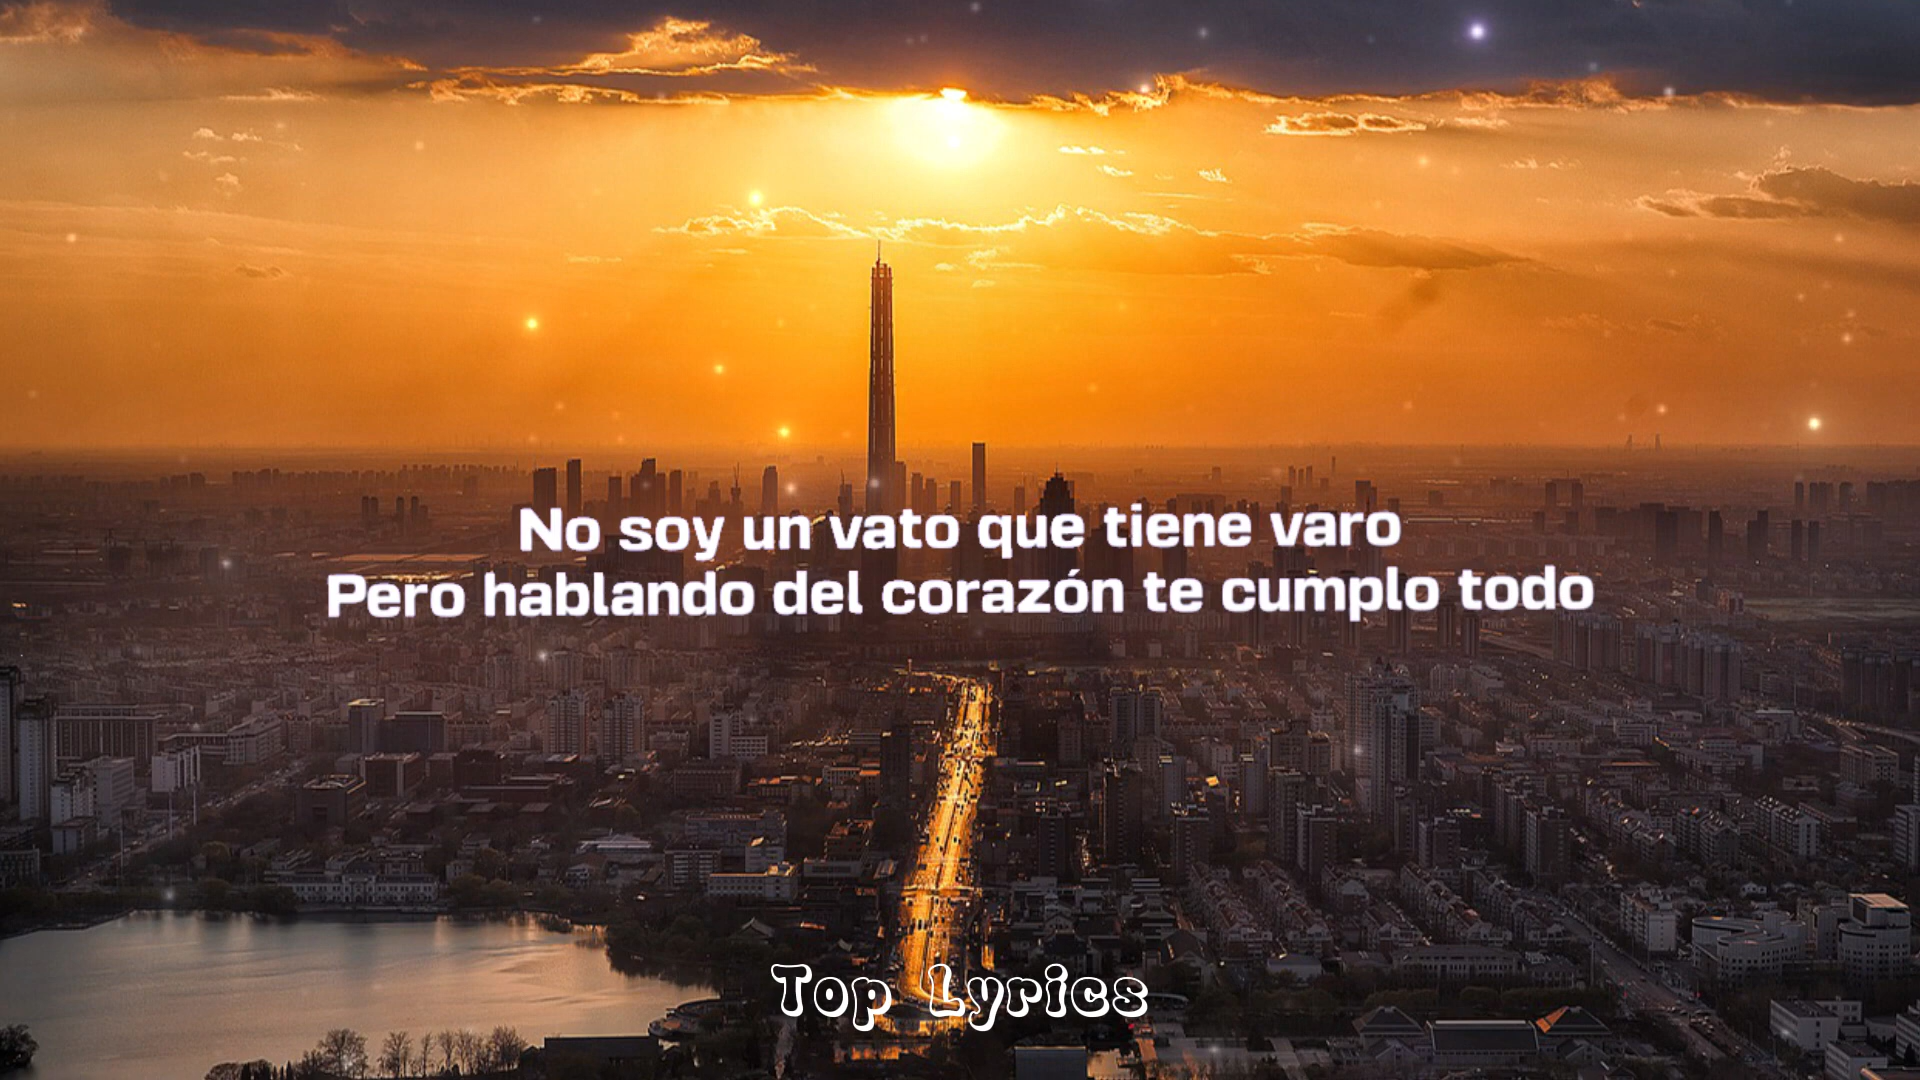 No soy un vato que tiene varo
Pero hablando del corazón te cumplo todo
Top Lyrics